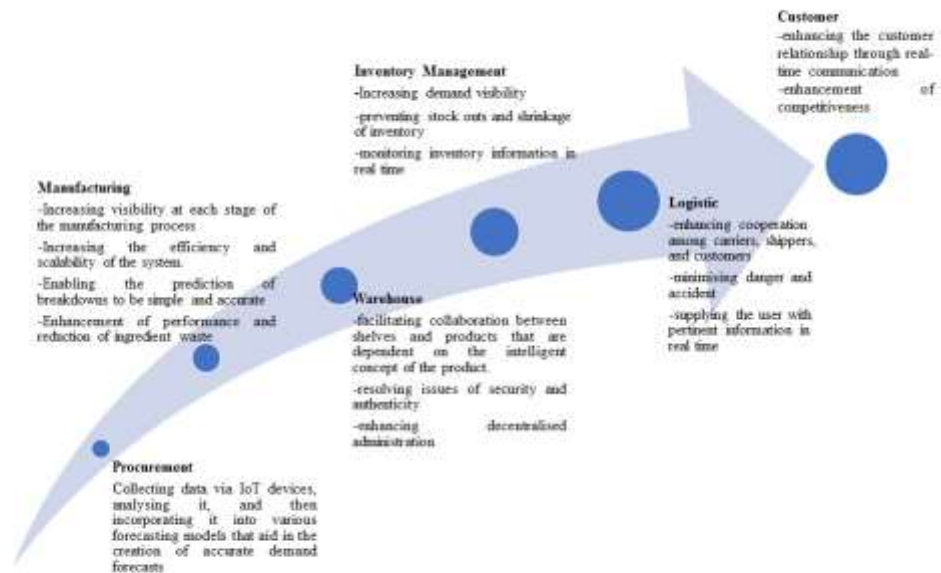 Customer
-enhancing the customer
relationship through real-
time communication
-enhancement of
competitiveness
Inventory Management
-Increasing demand visibility
-preventing stock outs and shrinkage
of inventory
-monitoring inventory information in
real time
Manufacturing
-Increasing visibility at each stage of
the manufacturing process
-Increasing the efficiency and
scalability of the system.
-Enabling the prediction of
breakdowns to be simple and accurate
-Enhancement of performance and
reduction of ingredient waste
Logistic
-enhancing cooperation
among carriers, shippers,
and customers
-minimising danger and
accident
-supplying the user with
pertinent information in
real time
Warehouse
-facilitating collaboration between
shelves and products that are
dependent on the intelligent
concept of the product.
-resolving issues of security and
authenticity
-enhancing decentralised
administration
Procurement
Collecting data via IoT devices,
analysing it, and then
incorporating it into various
forecasting models that aid in the
creation of accurate demand
forecasts